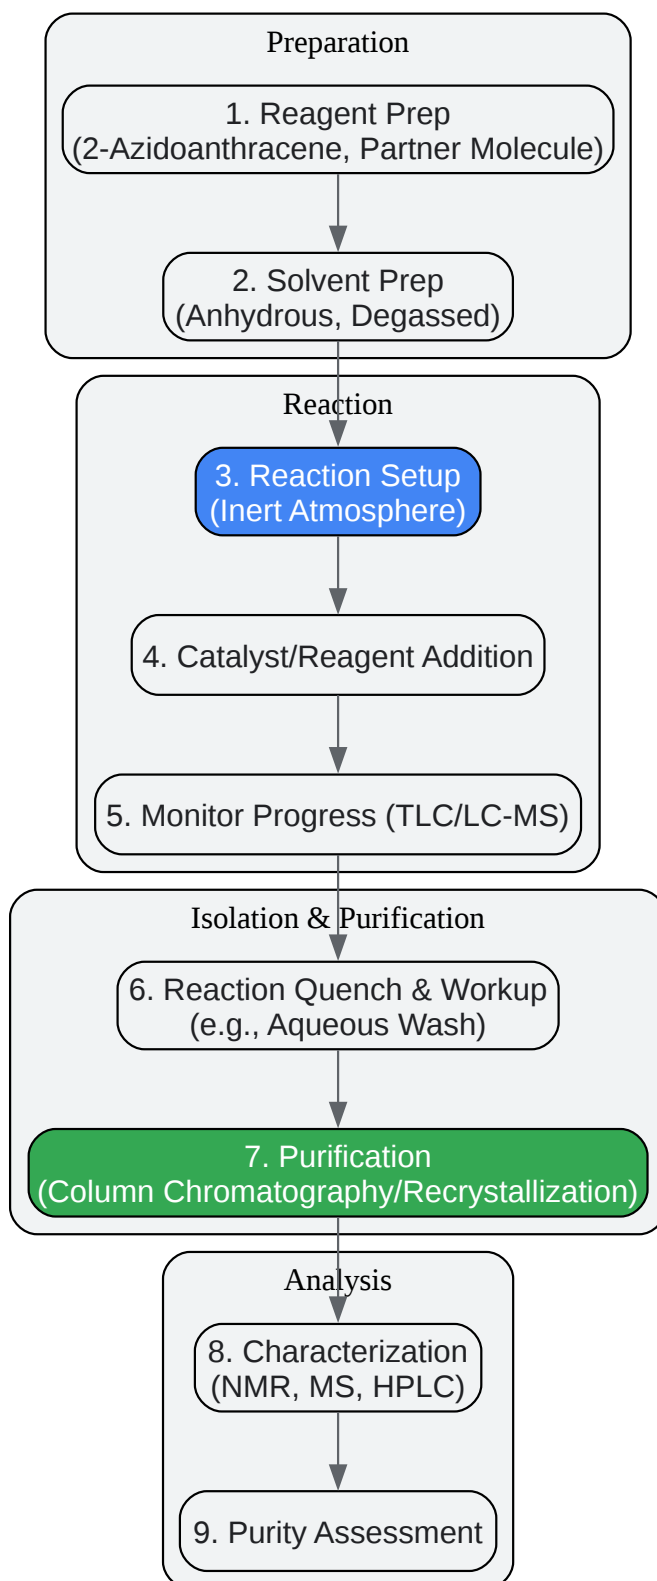 Preparation
1. Reagent Prep
(2-Azidoanthracene, Partner Molecule)
2. Solvent Prep
(Anhydrous, Degassed)
Reaction
3. Reaction Setup
(Inert Atmosphere)
4. Catalyst/Reagent Addition
5. Monitor Progress (TLC/LC-MS)
Isolation & Purification
6. Reaction Quench & Workup
(e.g., Aqueous Wash)
7. Purification
(Column Chromatography/Recrystallization)
Analysis
8. Characterization
(NMR, MS, HPLC)
9. Purity Assessment